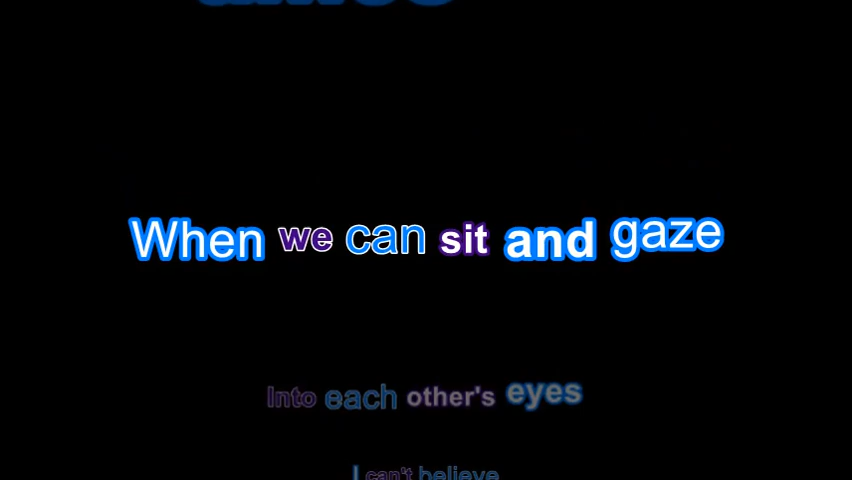 When we can sit and gaze
Into each other's eyes
I can't believe